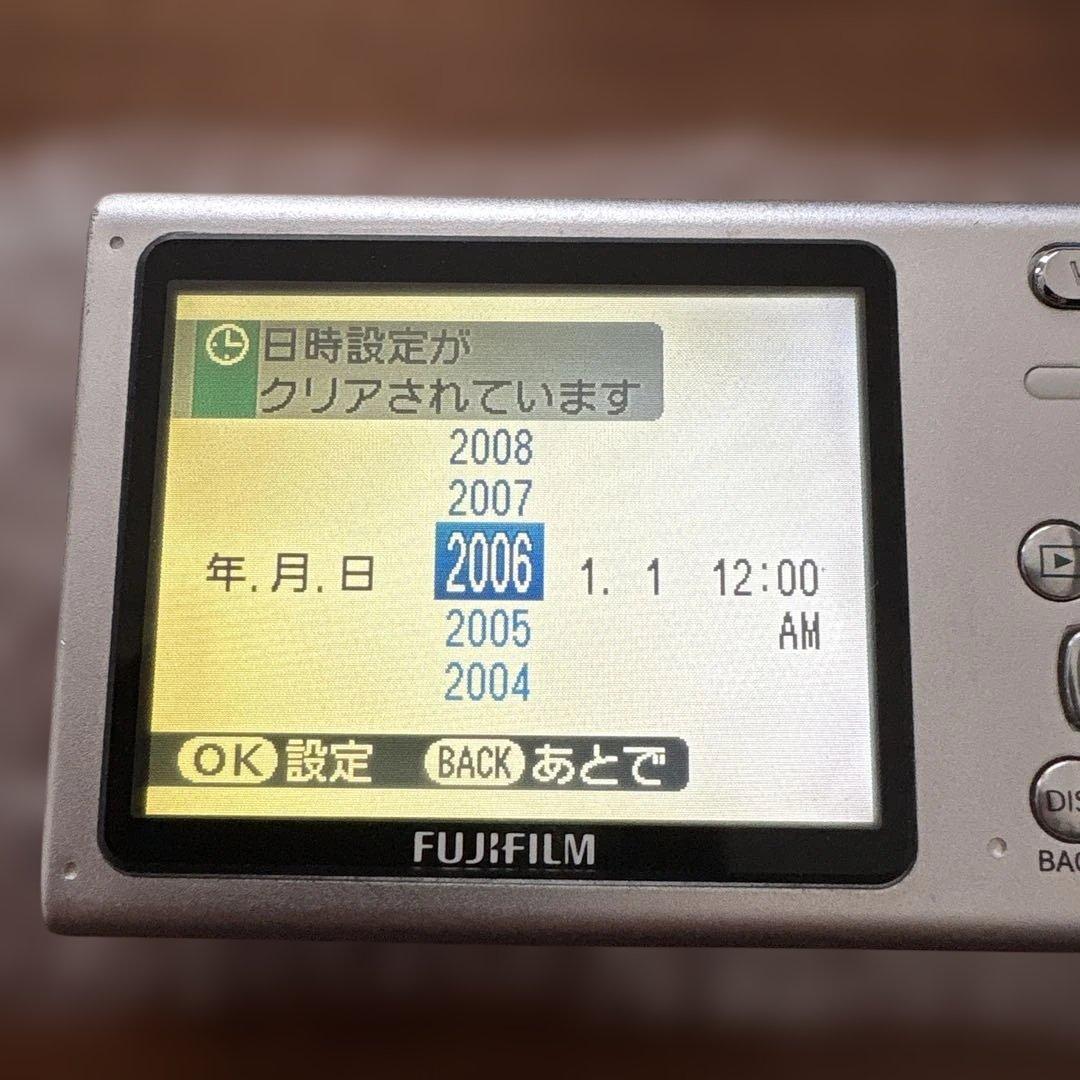 日時設定が
クリアされています
2008
2007
年.月.日 2006 1. 1 12:00
2005 AM
2004
OK 設定 BACK あとで
FUJIFILM